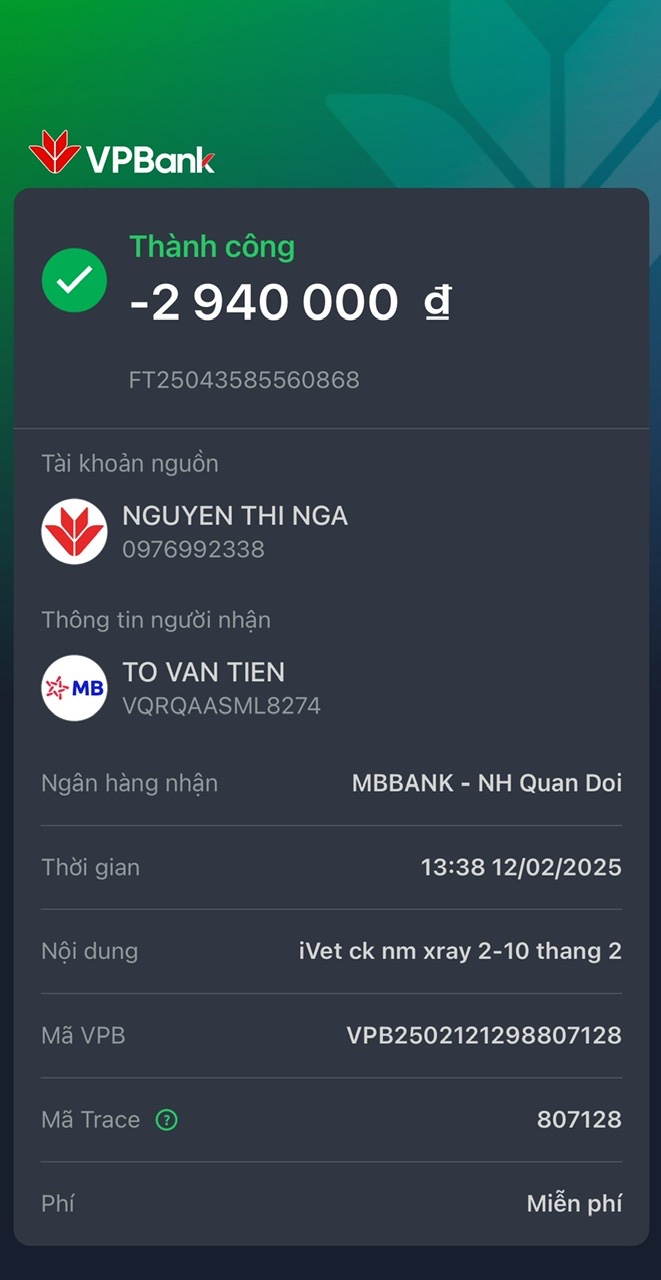 VPBank
Thành công
-2 940 000 đ
FT25043585560868
Tài khoản nguồn
NGUYEN THI NGA
0976992338
Thông tin người nhận
MB
TO VAN TIEN
VQRQAASML8274
Ngân hàng nhận MBBANK - NH Quan Doi
Thời gian 13:38 12/02/2025
Nội dung iVet ck nm xray 2-10 thang 2
Mã VPB VPB2502121298807128
Mã Trace ? 807128
Phí Miễn phí